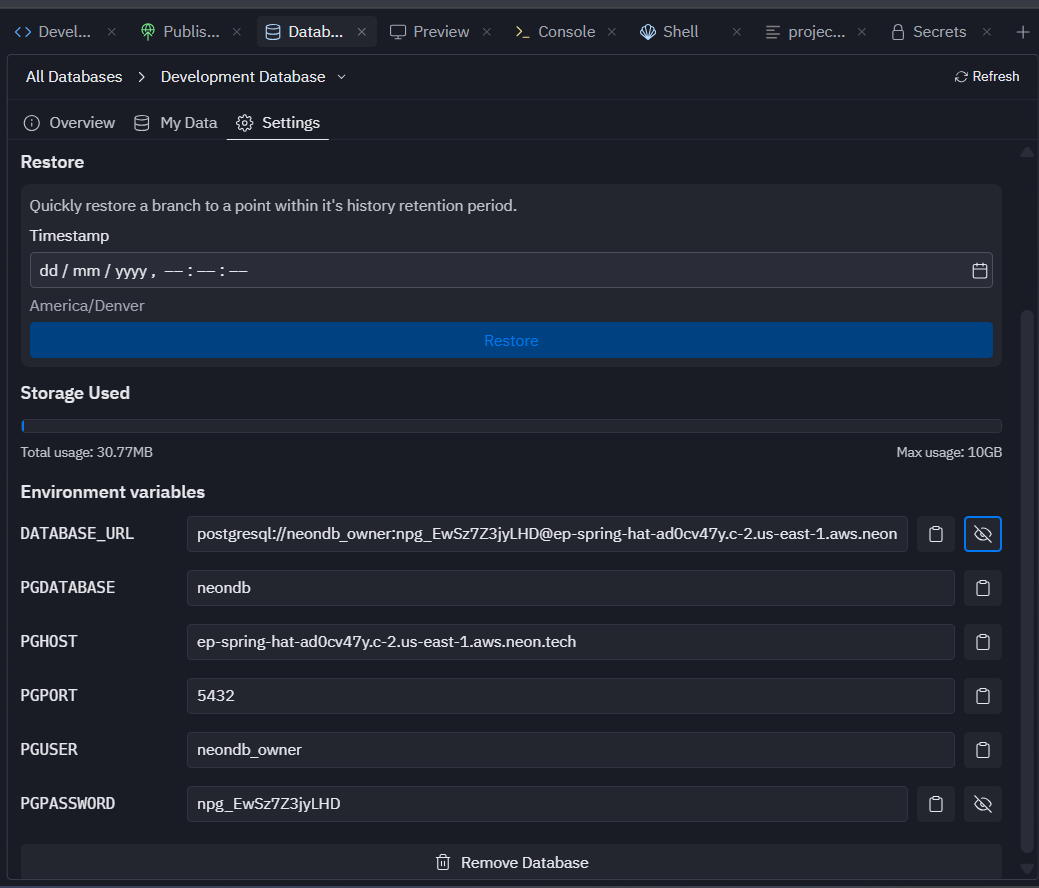 Devel... Publis... Datab... Preview Console Shell projec... Secrets
All Databases > Development Database Refresh
Overview My Data Settings
Restore
Quickly restore a branch to a point within it's history retention period.
Timestamp
dd / mm / yyyy , –– : –– : ––
America/Denver
Restore
Storage Used
Total usage: 30.77MB Max usage: 10GB
Environment variables
DATABASE_URL postgresql://neondb_owner:npg_EwSz7Z3jyLHD@ep-spring-hat-ad0cv47y.c-2.us-east-1.aws.neon
PGDATABASE neondb
PGHOST ep-spring-hat-ad0cv47y.c-2.us-east-1.aws.neon.tech
PGPORT 5432
PGUSER neondb_owner
PGPASSWORD npg_EwSz7Z3jyLHD
Remove Database